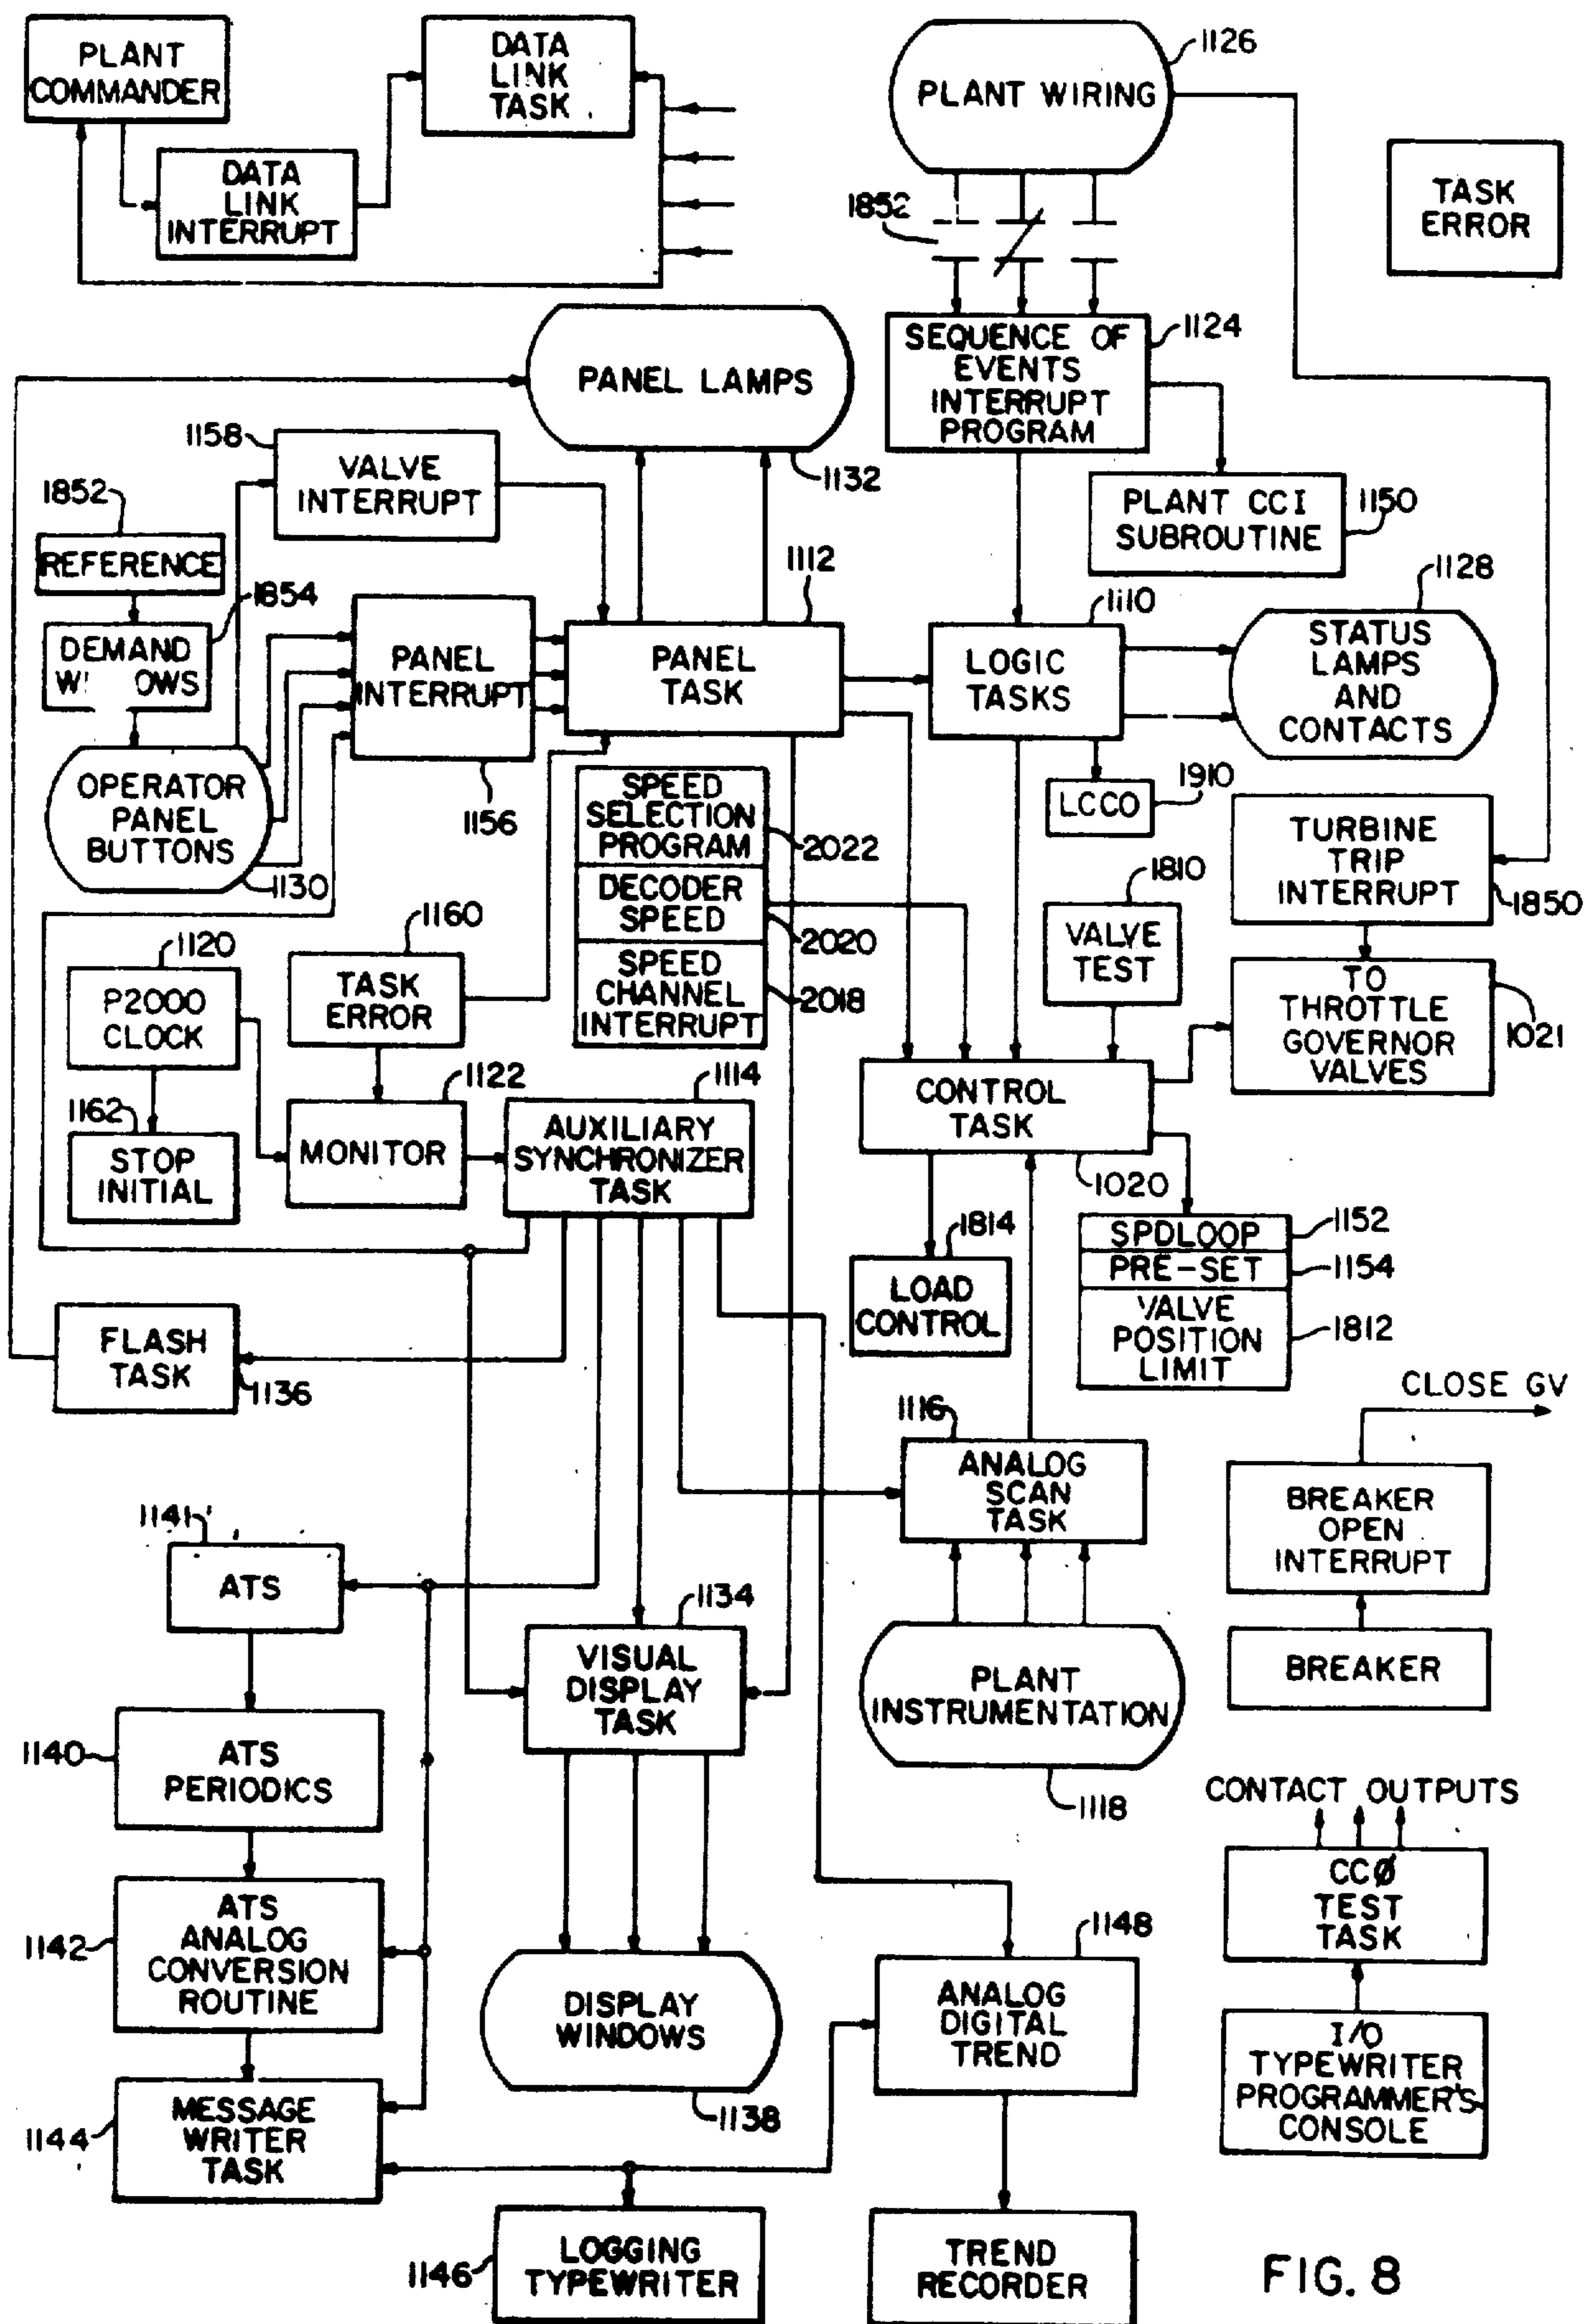 PLANT
COMMANDER
DATA
LINK
TASK
DATA
LINK
INTERRUPT
PLANT WIRING
1126
TASK
ERROR
1852
SEQUENCE OF
EVENTS
INTERRUPT
PROGRAM
1124
PANEL LAMPS
1132
1158
VALVE
INTERRUPT
PLANT CCI
SUBROUTINE
1150
1852
REFERENCE
1854
DEMAND
1112
1110
1128
PANEL
INTERRUPT
PANEL
TASK
LOGIC
TASKS
STATUS
LAMPS
AND
CONTACTS
OPERATOR
PANEL
BUTTONS
1130
1156
SPEED
SELECTION
PROGRAM
2022
LCCO
1910
TURBINE
TRIP
INTERRUPT
1850
DECODER
SPEED
2020
SPEED
CHANNEL
INTERRUPT
2018
1810
VALVE
TEST
1120
P2000
CLOCK
1160
TASK
ERROR
TO
THROTTLE
GOVERNOR
VALVES
1021
1162
STOP
INITIAL
1122
MONITOR
1114
AUXILIARY
SYNCHRONIZER
TASK
CONTROL
TASK
1020
1814
LOAD
CONTROL
SPDLOOP
1152
PRE-SET
1154
VALVE
POSITION
LIMIT
1812
FLASH
TASK
1136
CLOSE GV
1116
ANALOG
SCAN
TASK
BREAKER
OPEN
INTERRUPT
1141
ATS
1134
VISUAL
DISPLAY
TASK
PLANT
INSTRUMENTATION
1118
BREAKER
1140
ATS
PERIODICS
CONTACT OUTPUTS
CCØ
TEST
TASK
1142
ATS
ANALOG
CONVERSION
ROUTINE
DISPLAY
WINDOWS
1138
1148
ANALOG
DIGITAL
TREND
I/O
TYPEWRITER
PROGRAMMER'S
CONSOLE
1144
MESSAGE
WRITER
TASK
1146
LOGGING
TYPEWRITER
TREND
RECORDER
FIG. 8